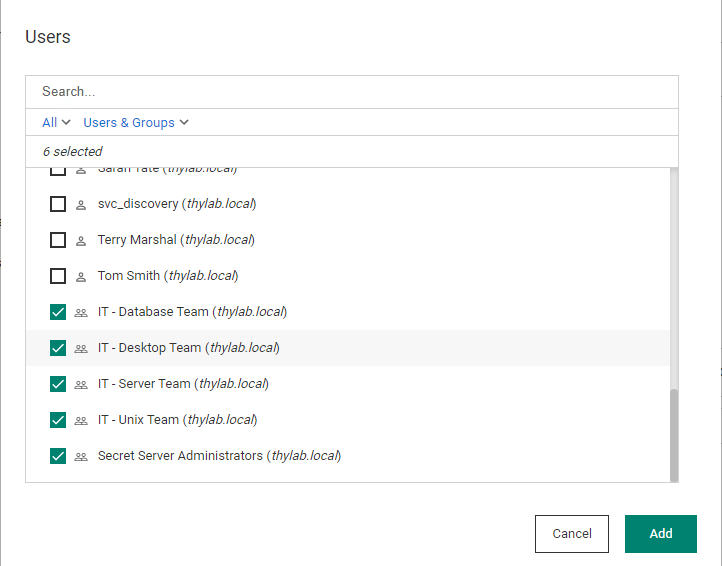 Users
Search...
All Users & Groups
6 selected
Sarah Tate (thylab.local)
svc_discovery (thylab.local)
Terry Marshal (thylab.local)
Tom Smith (thylab.local)
IT - Database Team (thylab.local)
IT - Desktop Team (thylab.local)
IT - Server Team (thylab.local)
IT - Unix Team (thylab.local)
Secret Server Administrators (thylab.local)
Cancel Add